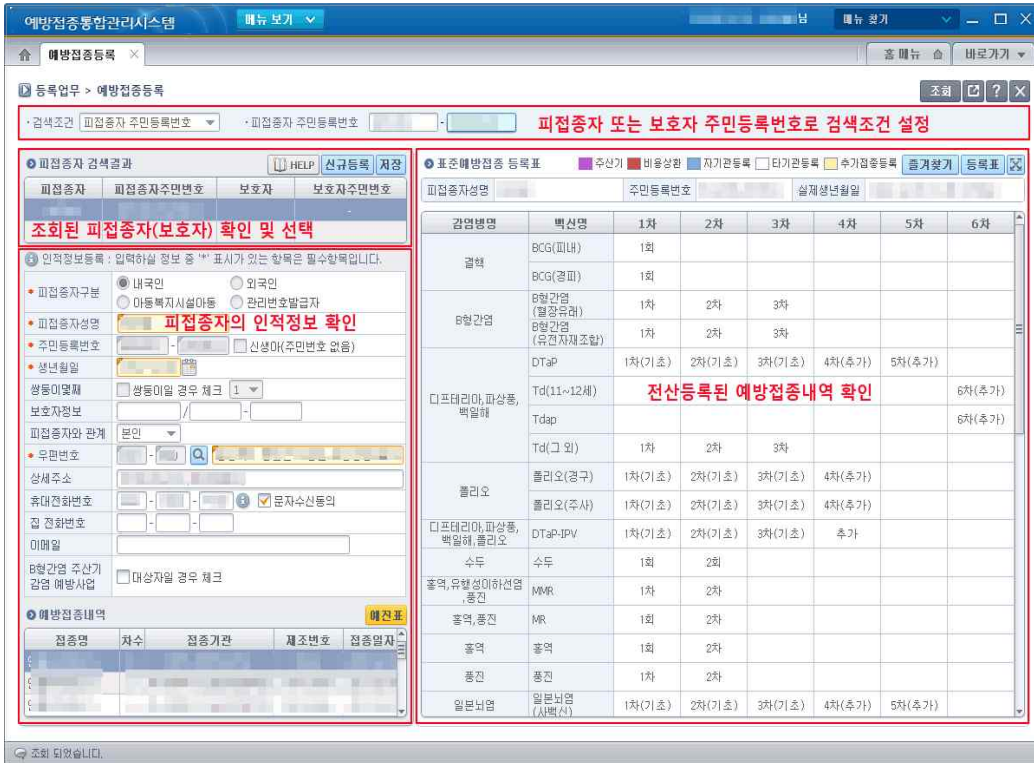 예방접종통합관리시스템 메뉴 보기 님 메뉴 찾기
예방접종등록 홈 메뉴 바로가기
등록업무 > 예방접종등록 조회 ?
·검색조건 피접종자 주민등록번호 ·피접종자 주민등록번호 - 피접종자 또는 보호자 주민등록번호로 검색조건 설정
피접종자 검색결과 HELP 신규등록 저장
피접종자 피접종자주민번호 보호자 보호자주민번호
-
조회된 피접종자(보호자) 확인 및 선택
인적정보등록 : 입력하실 정보 중 '*' 표시가 있는 항목은 필수항목입니다.
피접종자구분 내국인 외국인
아동복지시설아동 관리번호발급자
피접종자성명 피접종자의 인적정보 확인
주민등록번호 - 신생아(주민번호 없음)
생년월일
쌍둥이몇째 쌍둥이일 경우 체크 1
보호자정보 / -
피접종자와 관계 본인
우편번호 -
상세주소
휴대전화번호 - - 문자수신동의
집 전화번호 - -
이메일
B형간염 주산기
감염 예방사업 대상자일 경우 체크
예방접종내역 예진표
접종명 차수 접종기관 제조번호 접종일자
표준예방접종 등록표 주산기 비용상환 자기관등록 타기관등록 추가접종등록 즐겨찾기 등록표
피접종자성명 주민등록번호 실제생년월일
감염병명 백신명 1차 2차 3차 4차 5차 6차
결핵 BCG(피내) 1회
BCG(경피) 1회
B형간염 B형간염
(혈장유래) 1차 2차 3차
B형간염
(유전자재조합) 1차 2차 3차
디프테리아,파상풍,
백일해 DTaP 1차(기초) 2차(기초) 3차(기초) 4차(추가) 5차(추가)
Td(11~12세) 6차(추가)
전산등록된 예방접종내역 확인
Tdap 6차(추가)
Td(그 외) 1차 2차 3차
폴리오 폴리오(경구) 1차(기초) 2차(기초) 3차(기초) 4차(추가)
폴리오(주사) 1차(기초) 2차(기초) 3차(기초) 4차(추가)
디프테리아,파상풍,
백일해,폴리오 DTaP-IPV 1차(기초) 2차(기초) 3차(기초) 추가
수두 수두 1회 2회
홍역,유행성이하선염
,풍진 MMR 1차 2차
홍역,풍진 MR 1회 2차
홍역 홍역 1회 2차
풍진 풍진 1차 2차
일본뇌염 일본뇌염
(사백신) 1차(기초) 2차(기초) 3차(기초) 4차(추가) 5차(추가)
조회 되었습니다.